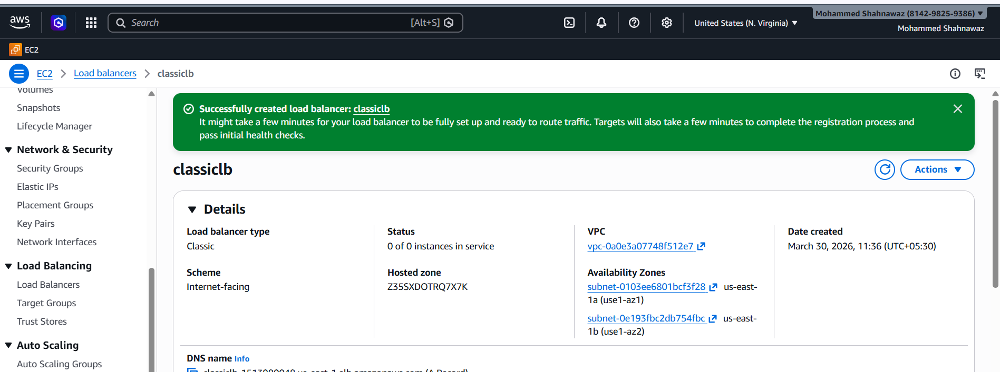 aws
Search
[Alt+S]
United States (N. Virginia)
Mohammed Shahnawaz (8142-9825-9386)
Mohammed Shahnawaz
EC2
EC2
Load balancers
classiclb
Volumes
Snapshots
Lifecycle Manager
Network & Security
Security Groups
Elastic IPs
Placement Groups
Key Pairs
Network Interfaces
Load Balancing
Load Balancers
Target Groups
Trust Stores
Auto Scaling
Auto Scaling Groups
Successfully created load balancer: classiclb
It might take a few minutes for your load balancer to be fully set up and ready to route traffic. Targets will also take a few minutes to complete the registration process and
pass initial health checks.
classiclb
Actions
Details
Load balancer type
Classic
Status
0 of 0 instances in service
VPC
vpc-0a0e3a07748f512e7
Date created
March 30, 2026, 11:36 (UTC+05:30)
Scheme
Internet-facing
Hosted zone
Z35SXDOTRQ7X7K
Availability Zones
subnet-0103ee6801bcf3f28 us-east-
1a (use1-az1)
subnet-0e193fbc2db754fbc us-east-
1b (use1-az2)
DNS name Info
(A Record)